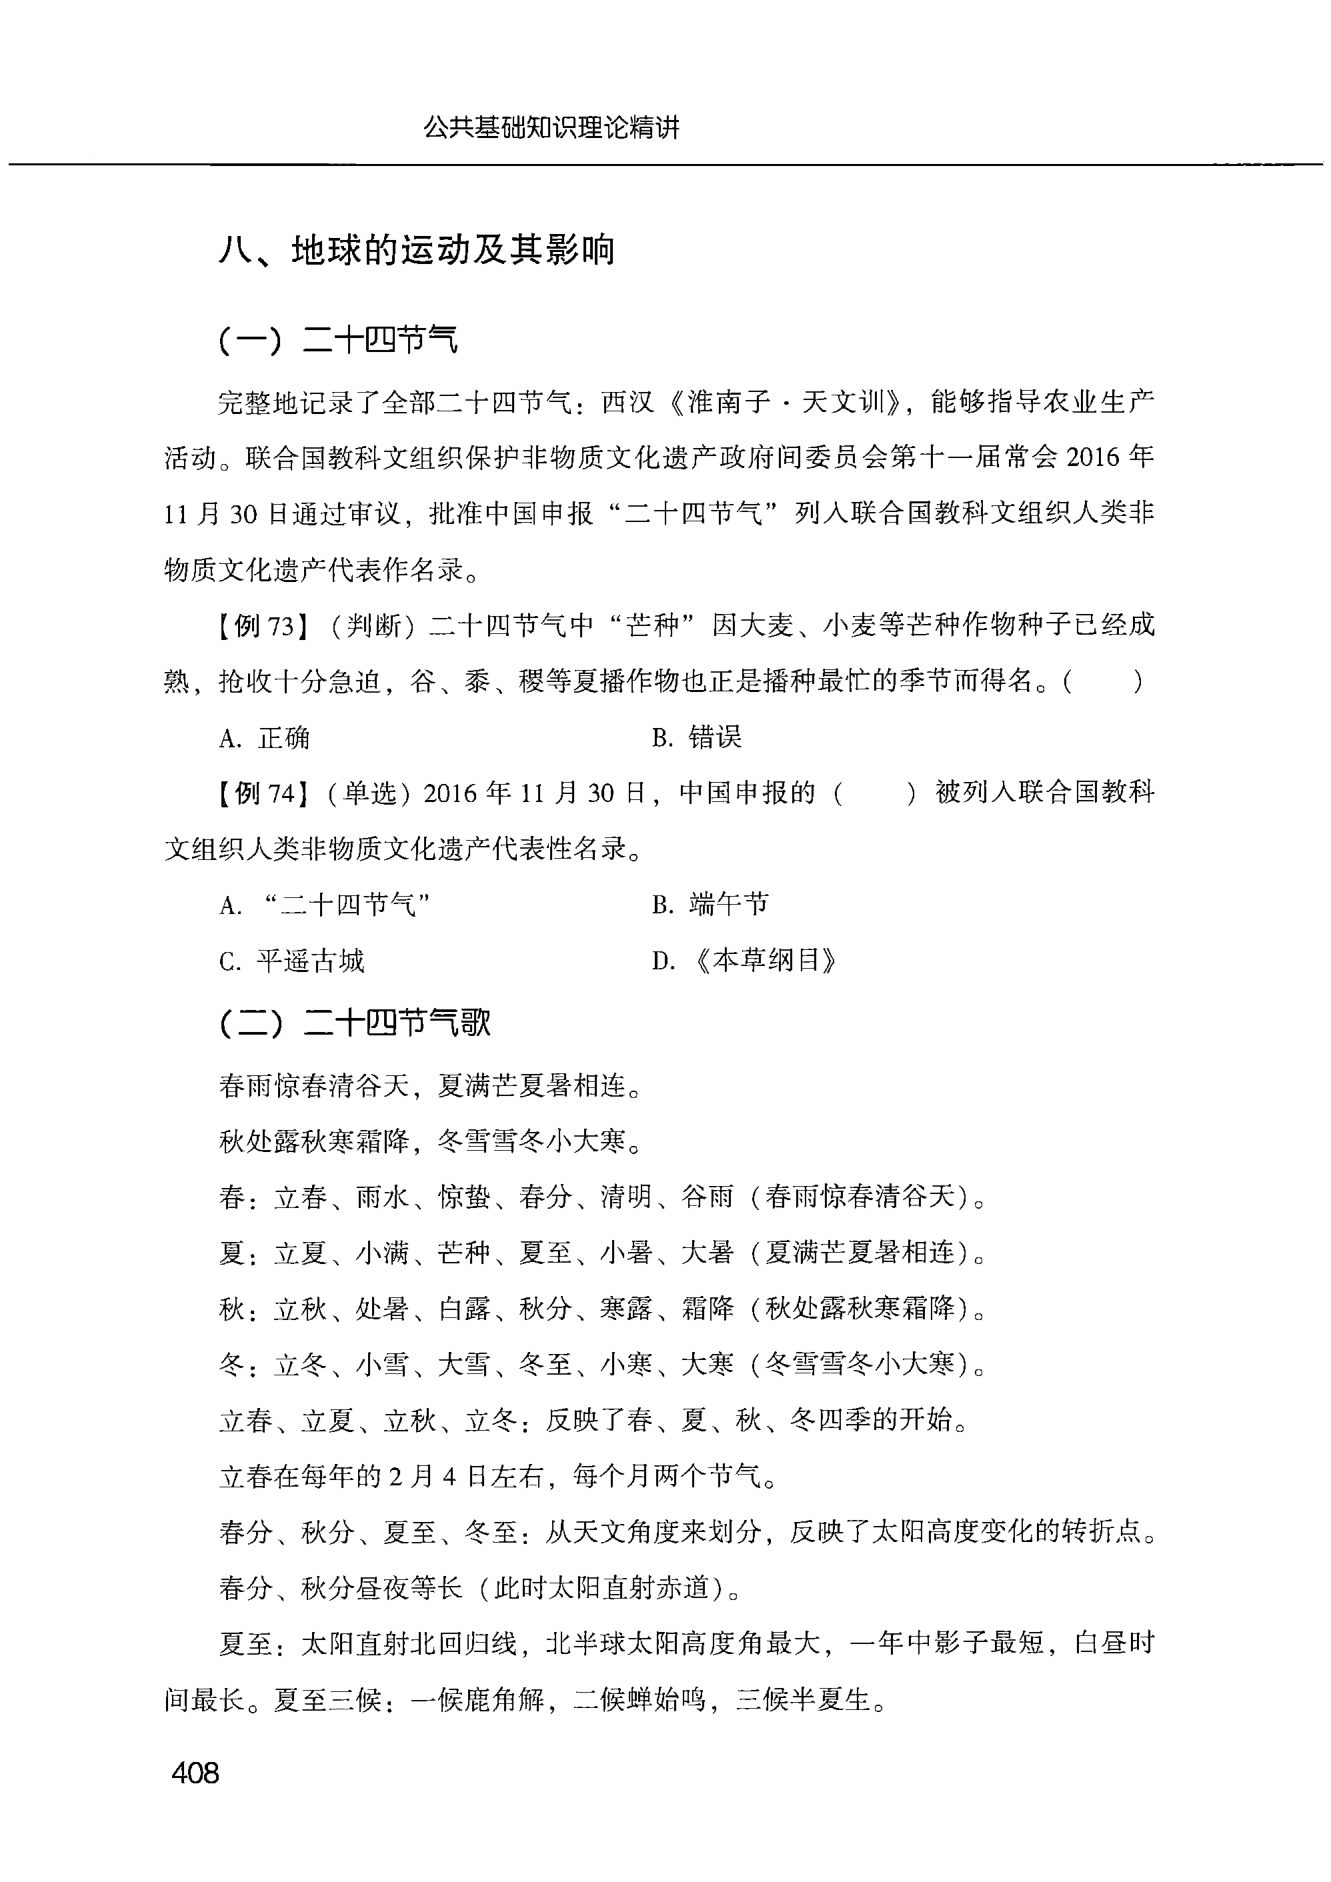 公共基础知识理论精讲
八、地球的运动及其影响
（一）二十四节气
完整地记录了全部二十四节气：西汉《淮南子·天文训》，能够指导农业生产
活动。联合国教科文组织保护非物质文化遗产政府间委员会第十一届常会 2016 年
11 月 30 日通过审议，批准中国申报“二十四节气”列入联合国教科文组织人类非
物质文化遗产代表作名录。
【例 73】（判断）二十四节气中“芒种”因大麦、小麦等芒种作物种子已经成
熟，抢收十分急迫，谷、黍、稷等夏播作物也正是播种最忙的季节而得名。（　　）
A. 正确　　B. 错误
【例 74】（单选）2016 年 11 月 30 日，中国申报的（　　）被列入联合国教科
文组织人类非物质文化遗产代表性名录。
A. “二十四节气”　　B. 端午节
C. 平遥古城　　D. 《本草纲目》
（二）二十四节气歌
春雨惊春清谷天，夏满芒夏暑相连。
秋处露秋寒霜降，冬雪雪冬小大寒。
春：立春、雨水、惊蛰、春分、清明、谷雨（春雨惊春清谷天）。
夏：立夏、小满、芒种、夏至、小暑、大暑（夏满芒夏暑相连）。
秋：立秋、处暑、白露、秋分、寒露、霜降（秋处露秋寒霜降）。
冬：立冬、小雪、大雪、冬至、小寒、大寒（冬雪雪冬小大寒）。
立春、立夏、立秋、立冬：反映了春、夏、秋、冬四季的开始。
立春在每年的 2 月 4 日左右，每个月两个节气。
春分、秋分、夏至、冬至：从天文角度来划分，反映了太阳高度变化的转折点。
春分、秋分昼夜等长（此时太阳直射赤道）。
夏至：太阳直射北回归线，北半球太阳高度角最大，一年中影子最短，白昼时
间最长。夏至三候：一候鹿角解，二候蝉始鸣，三候半夏生。
408